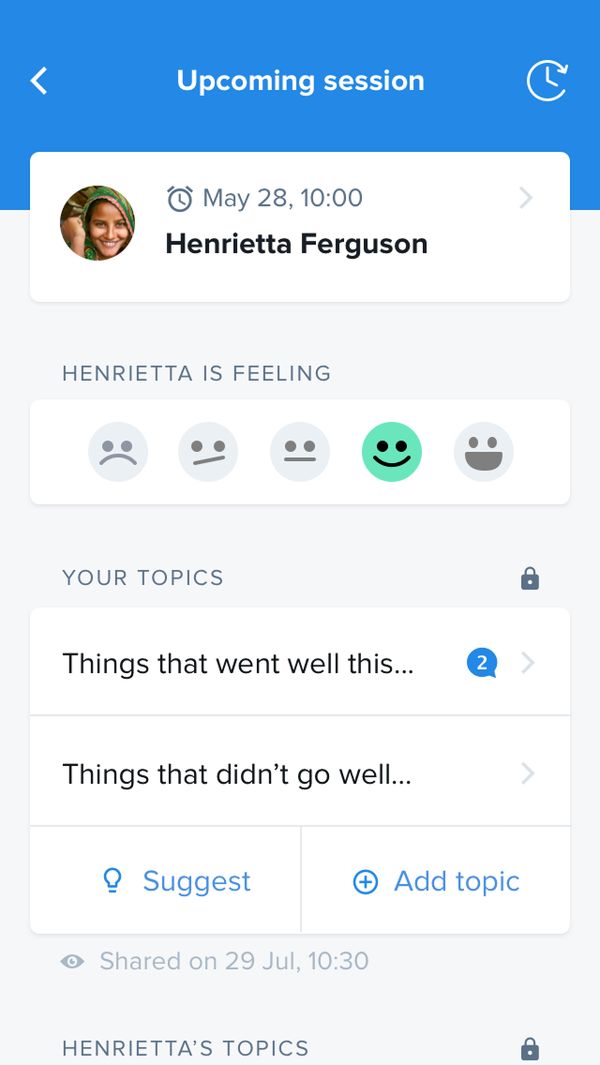 Upcoming session
May 28, 10:00
Henrietta Ferguson
HENRIETTA IS FEELING
YOUR TOPICS
Things that went well this...
2
Things that didn’t go well...
Suggest
Add topic
Shared on 29 Jul, 10:30
HENRIETTA’S TOPICS